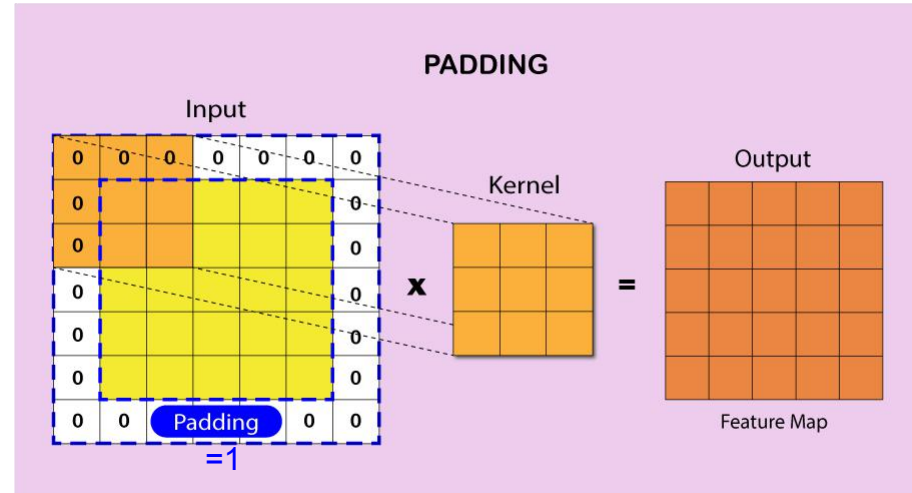 PADDING
Input
0 0 0 0 0 0 0
0 0
0 0
0 0
0 0
0 0
0 0 Padding 0 0
=1
Kernel
x
=
Output
Feature Map